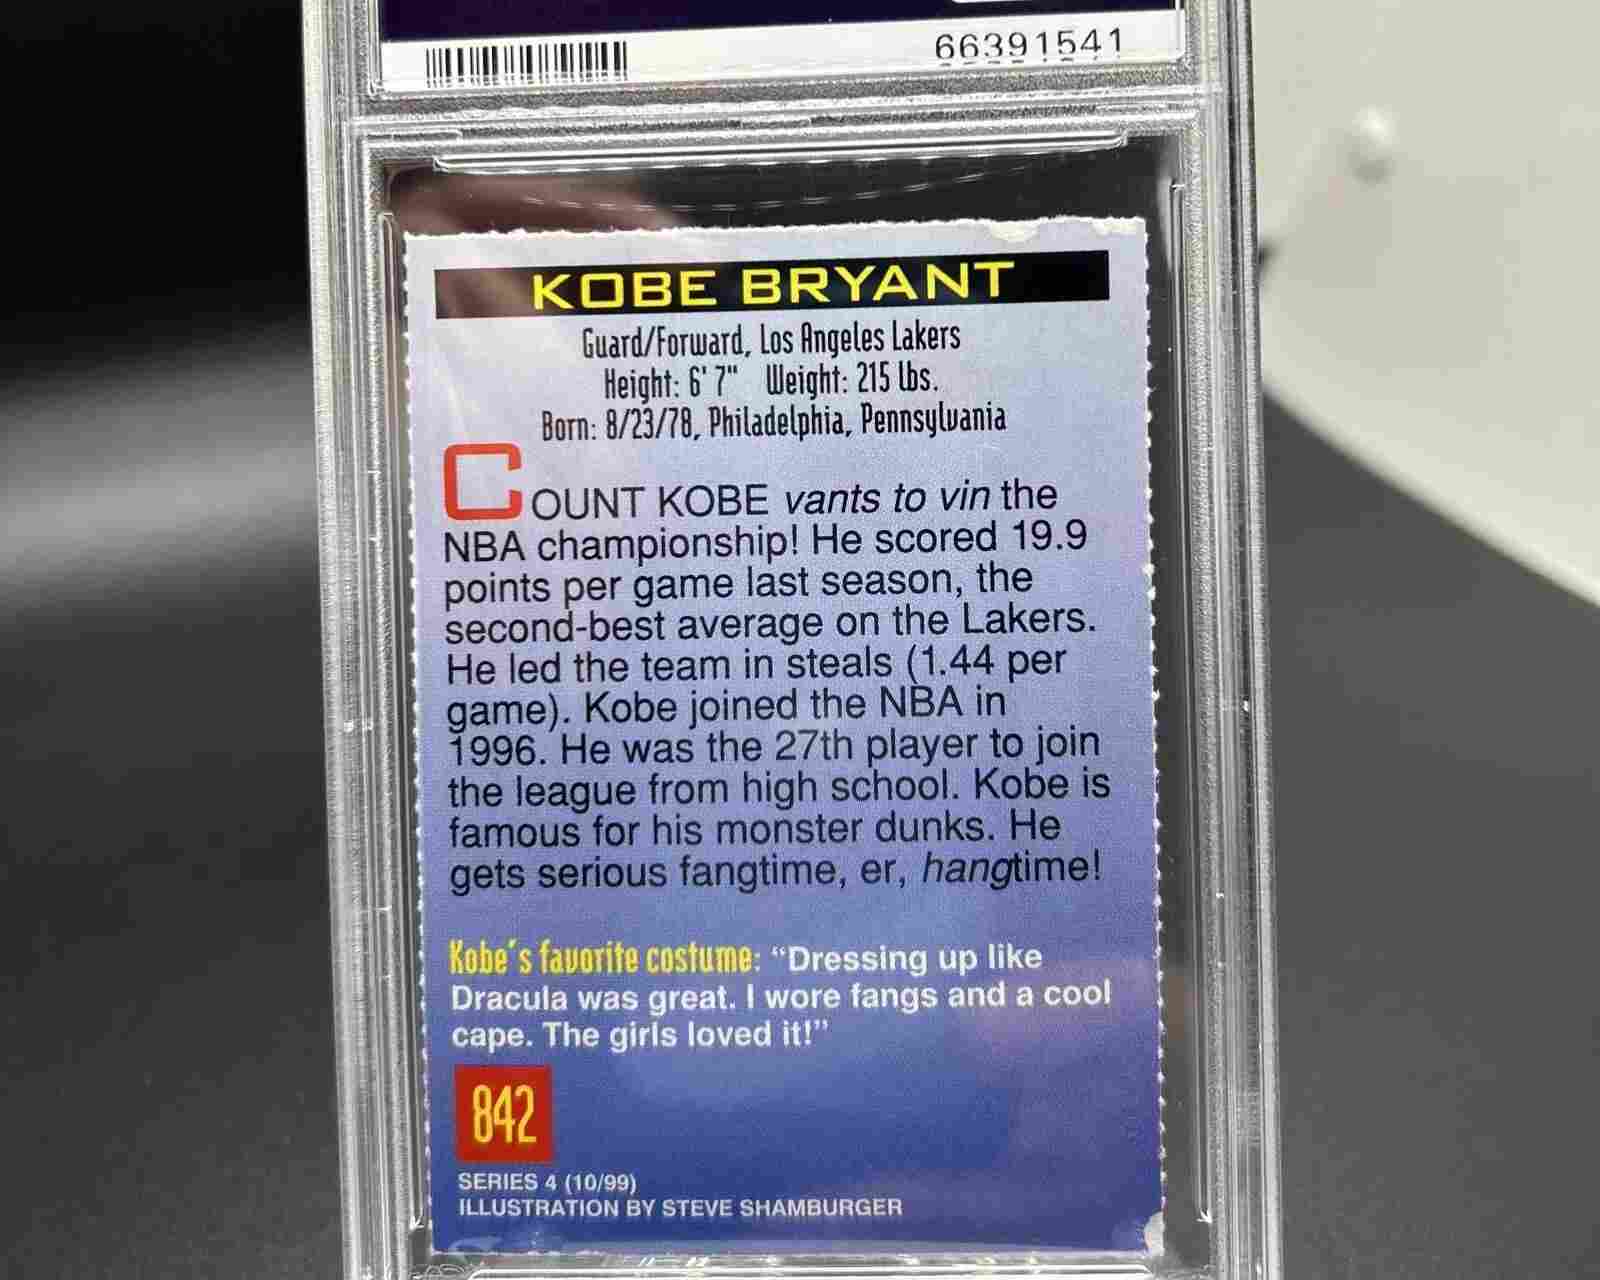 66391541
KOBE BRYANT
Guard/Forward, Los Angeles Lakers
Height: 6' 7" Weight: 215 lbs.
Born: 8/23/78, Philadelphia, Pennsylvania
COUNT KOBE vants to vin the
NBA championship! He scored 19.9
points per game last season, the
second-best average on the Lakers.
He led the team in steals (1.44 per
game). Kobe joined the NBA in
1996. He was the 27th player to join
the league from high school. Kobe is
famous for his monster dunks. He
gets serious fangtime, er, hangtime!
Kobe's favorite costume: “Dressing up like
Dracula was great. I wore fangs and a cool
cape. The girls loved it!”
842
SERIES 4 (10/99)
ILLUSTRATION BY STEVE SHAMBURGER